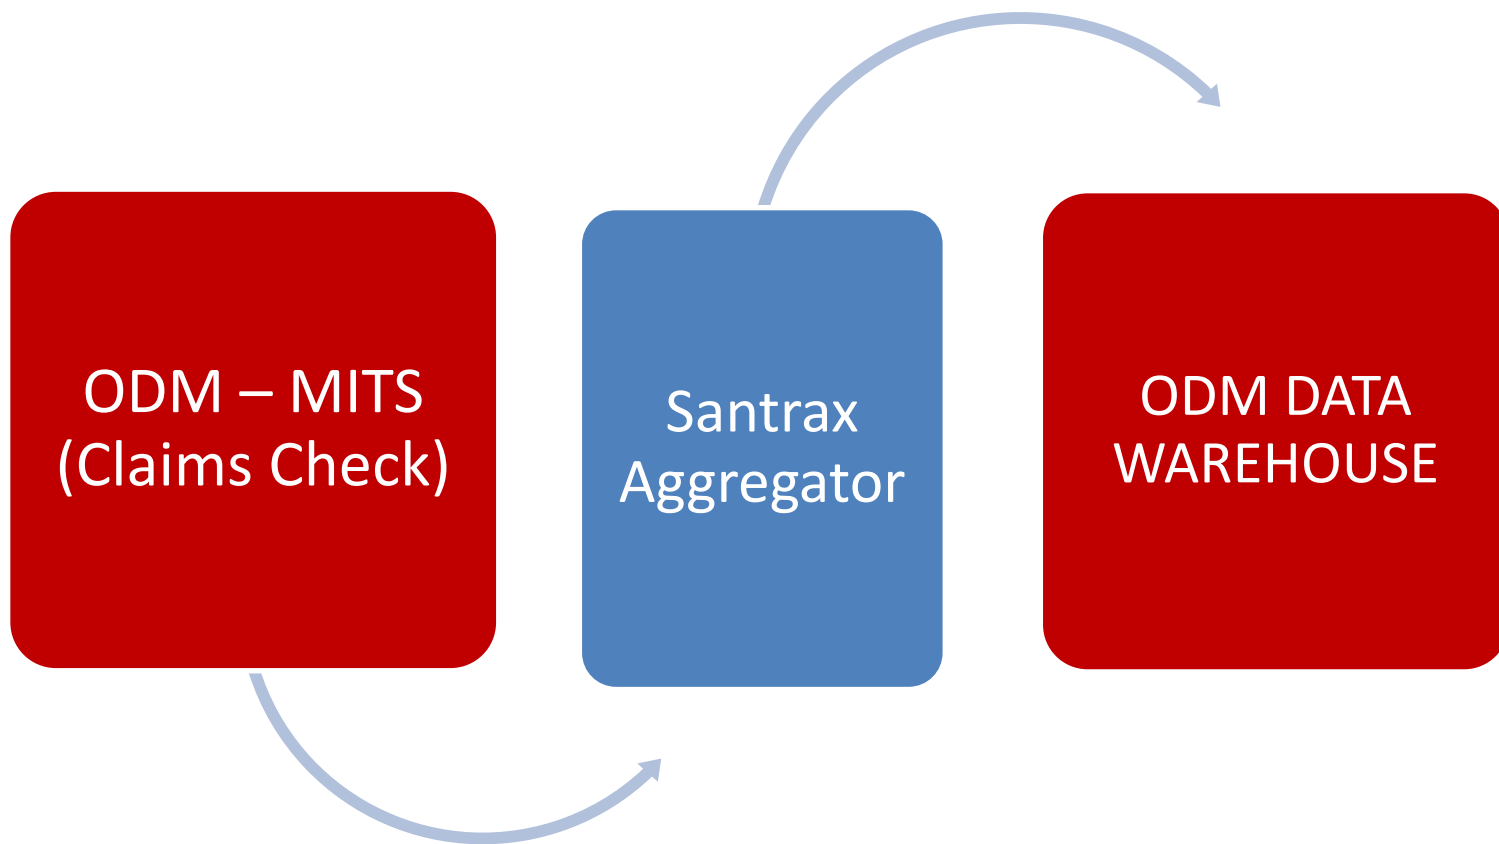 ODM – MITS
(Claims Check)
Santrax
Aggregator
ODM DATA
WAREHOUSE